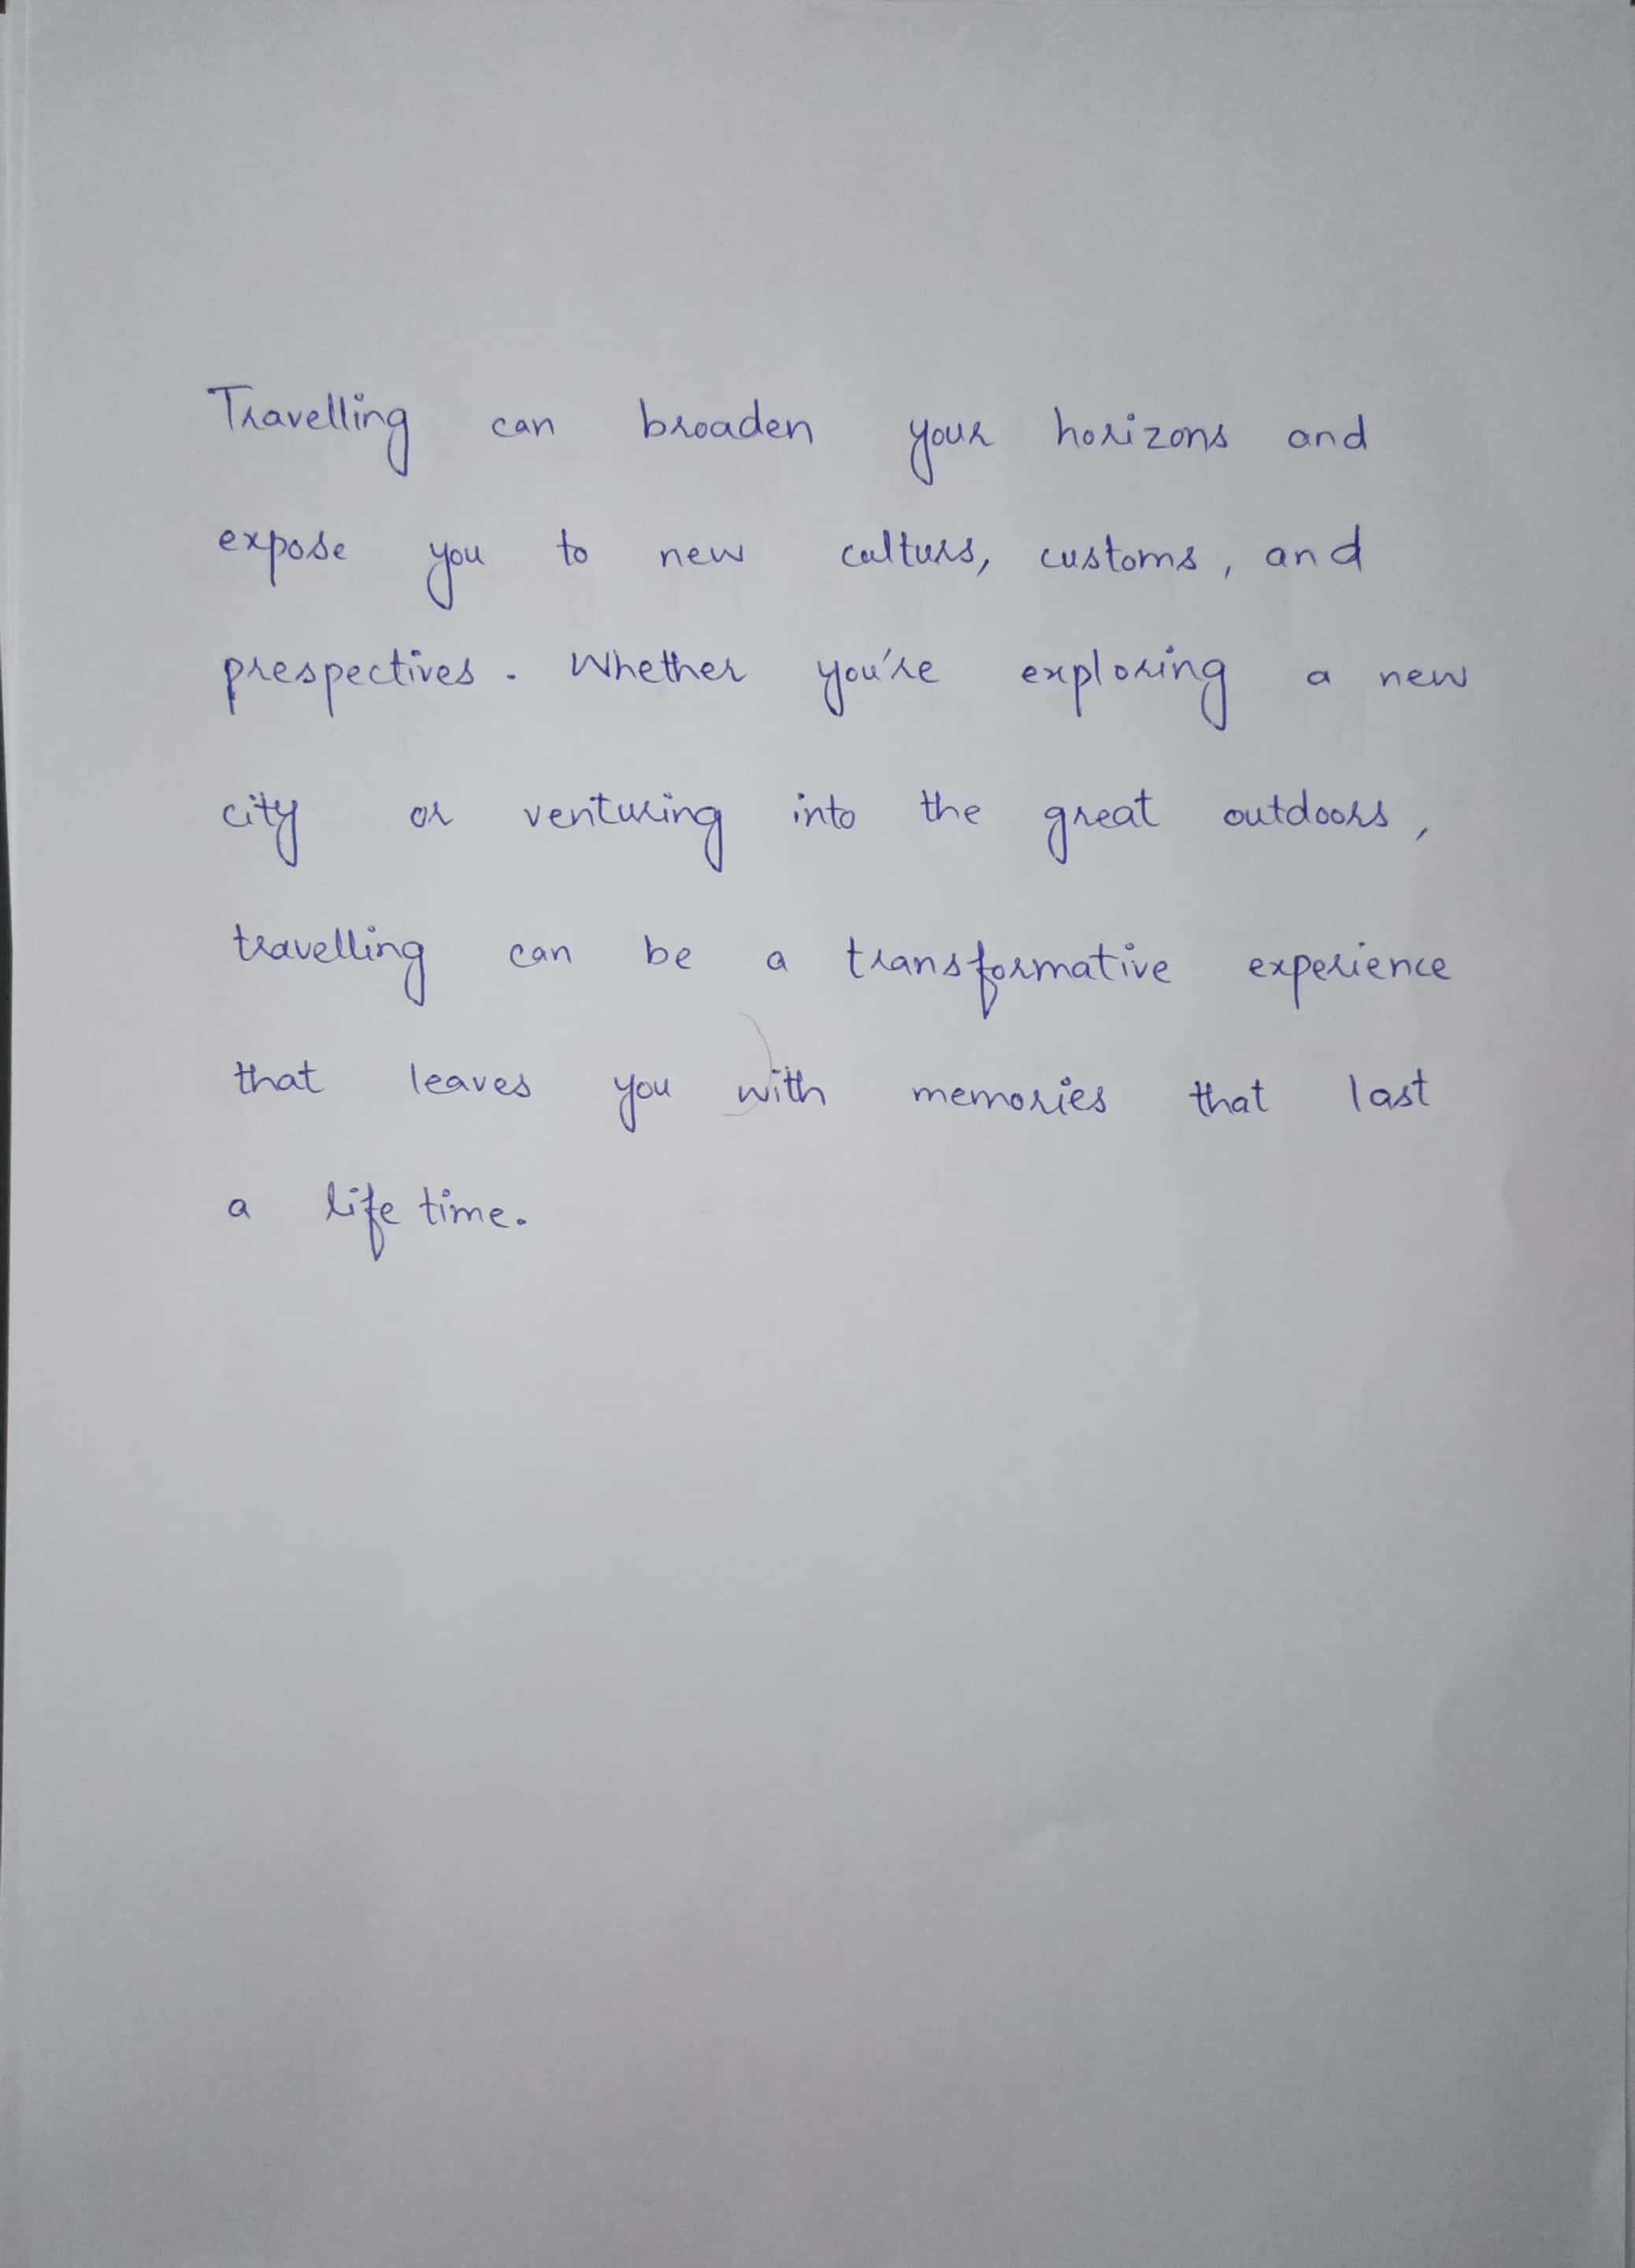 Travelling can broaden your horizons and
expose you to new culturs, customs, and
prespectives. Whether you're exploring a new
city or venturing into the great outdoors,
travelling can be a transformative experience
that leaves you with memories that last
a life time.